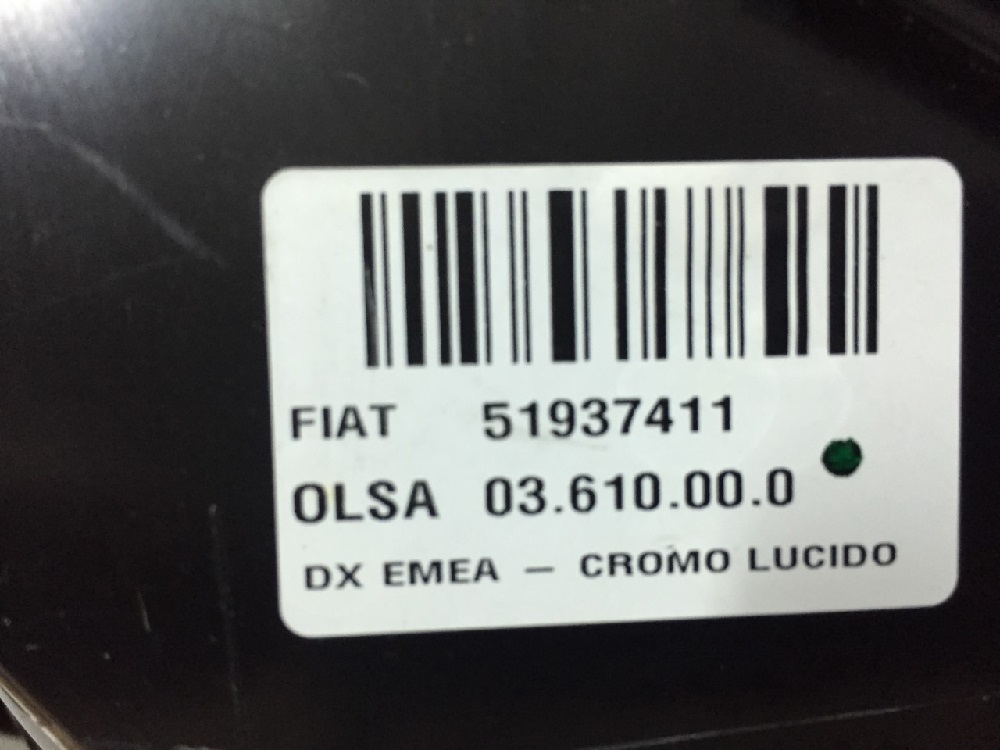 FIAT 51937411
OLSA 03.610.00.0
DX EMEA — CROMO LUCIDO